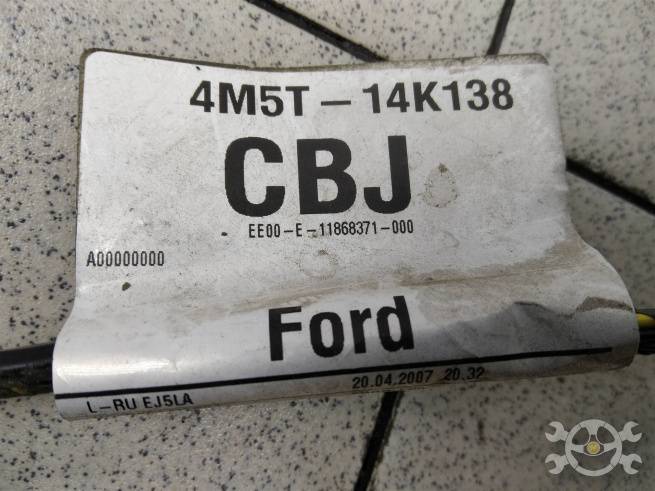 4M5T-14K138
CBJ
EE00-E-11868371-000
A00000000
Ford
20.04.2007 20.32
L-RU EJ5LA